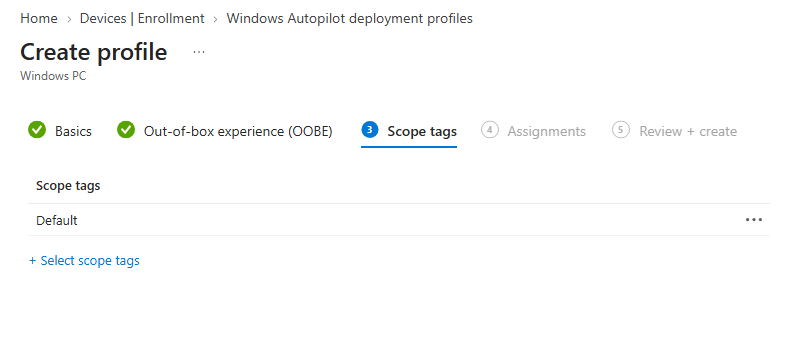 Home > Devices | Enrollment > Windows Autopilot deployment profiles
Create profile ...
Windows PC
Basics Out-of-box experience (OOBE) 3 Scope tags 4 Assignments 5 Review + create
Scope tags
Default ...
+ Select scope tags